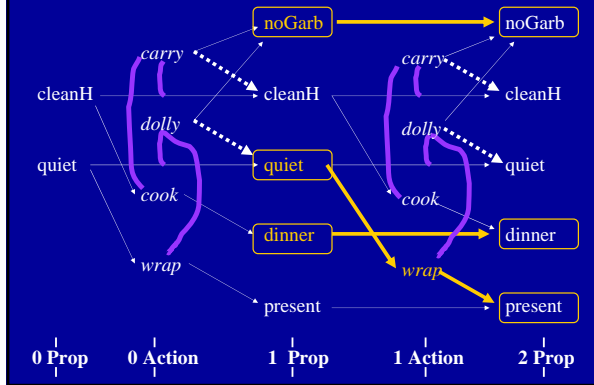 noGarb noGarb
carry carry
cleanH cleanH cleanH
dolly dolly
quiet quiet quiet
cook cook
dinner dinner
wrap wrap
present present
0 Prop 0 Action 1 Prop 1 Action 2 Prop